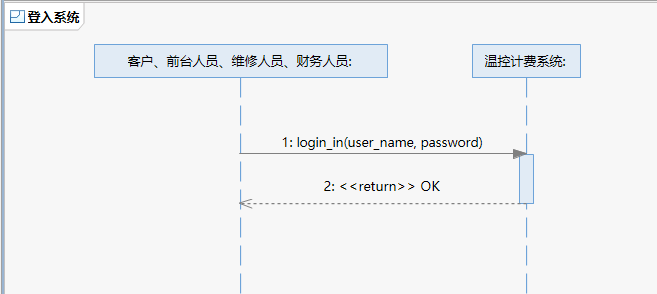 登入系统
客户、前台人员、维修人员、财务人员:
温控计费系统:
1: login_in(user_name, password)
2: <<return>> OK